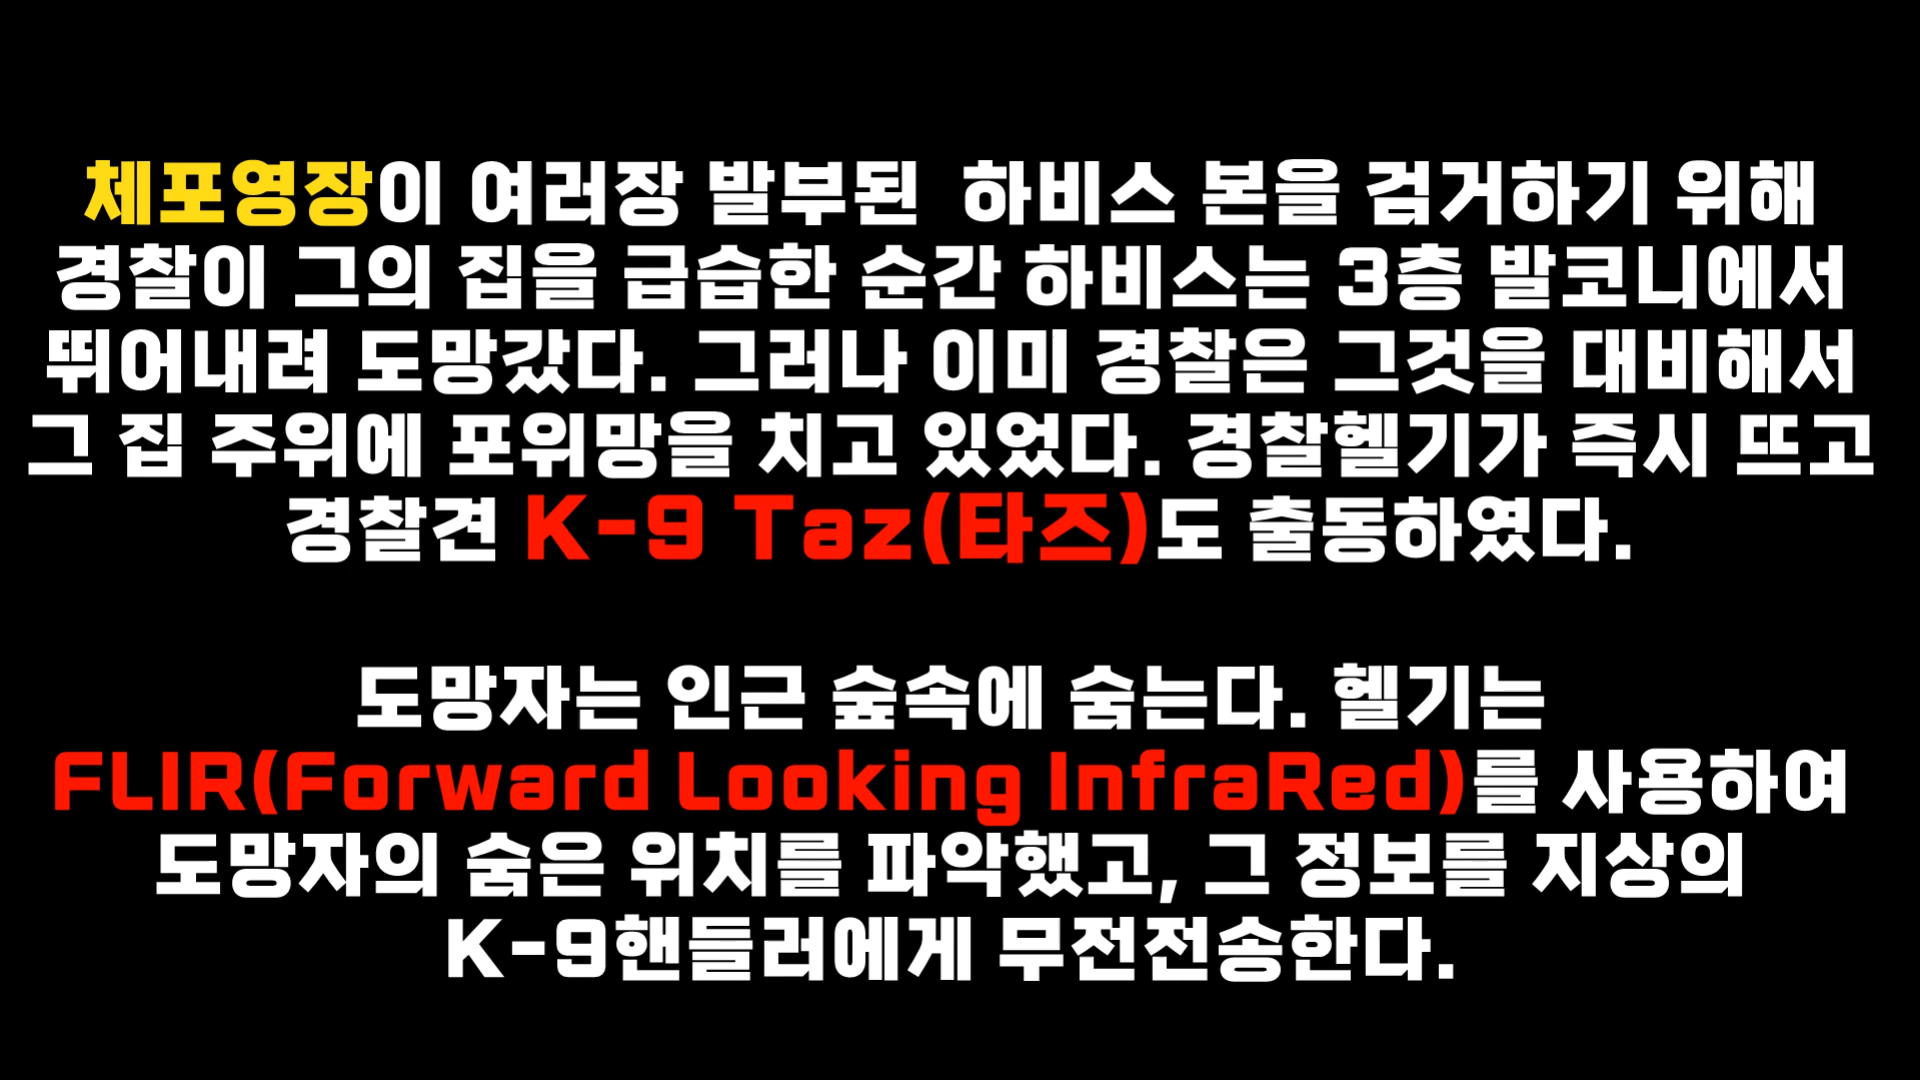 체포영장이 여러장 발부된  하비스 본을 검거하기 위해
경찰이 그의 집을 급습한 순간 하비스는 3층 발코니에서
뛰어내려 도망갔다. 그러나 이미 경찰은 그것을 대비해서
그 집 주위에 포위망을 치고 있었다. 경찰헬기가 즉시 뜨고
경찰견 K-9 Taz(타즈)도 출동하였다.
도망자는 인근 숲속에 숨는다. 헬기는
FLIR(Forward Looking InfraRed)를 사용하여
도망자의 숨은 위치를 파악했고, 그 정보를 지상의
K-9핸들러에게 무전전송한다.